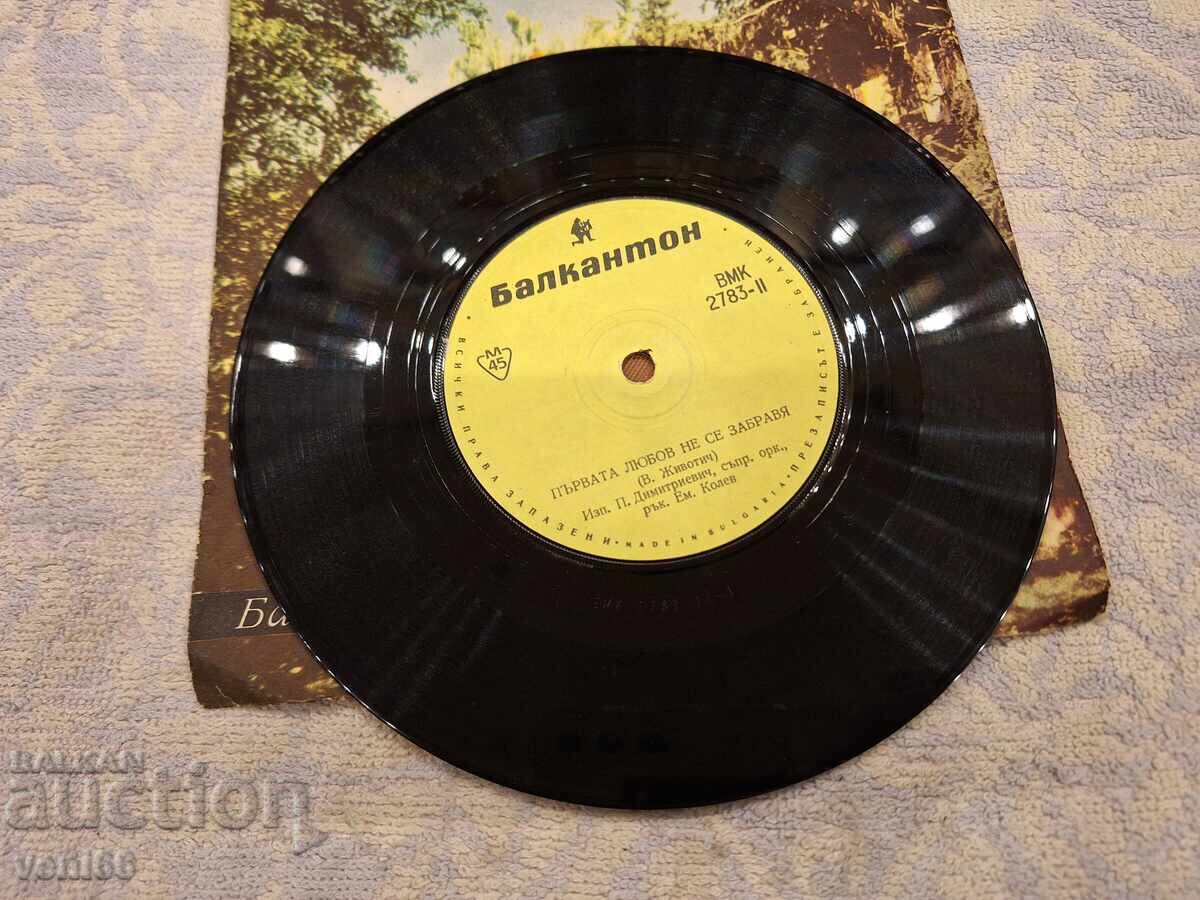 Балкантон
ВМК
2783-II
М
45
ПЪРВАТА ЛЮБОВ НЕ СЕ ЗАБРАВЯ
(В. Животич)
Изп. П. Димитриевич, съпр. орк.,
рък. Ем. Колев
• ВСИЧКИ ПРАВА ЗАПАЗЕНИ • MADE IN BULGARIA • ПРЕЗАПИСЪТ Е ЗАБРАНЕН
Ба
BALKAN
auction
veni66